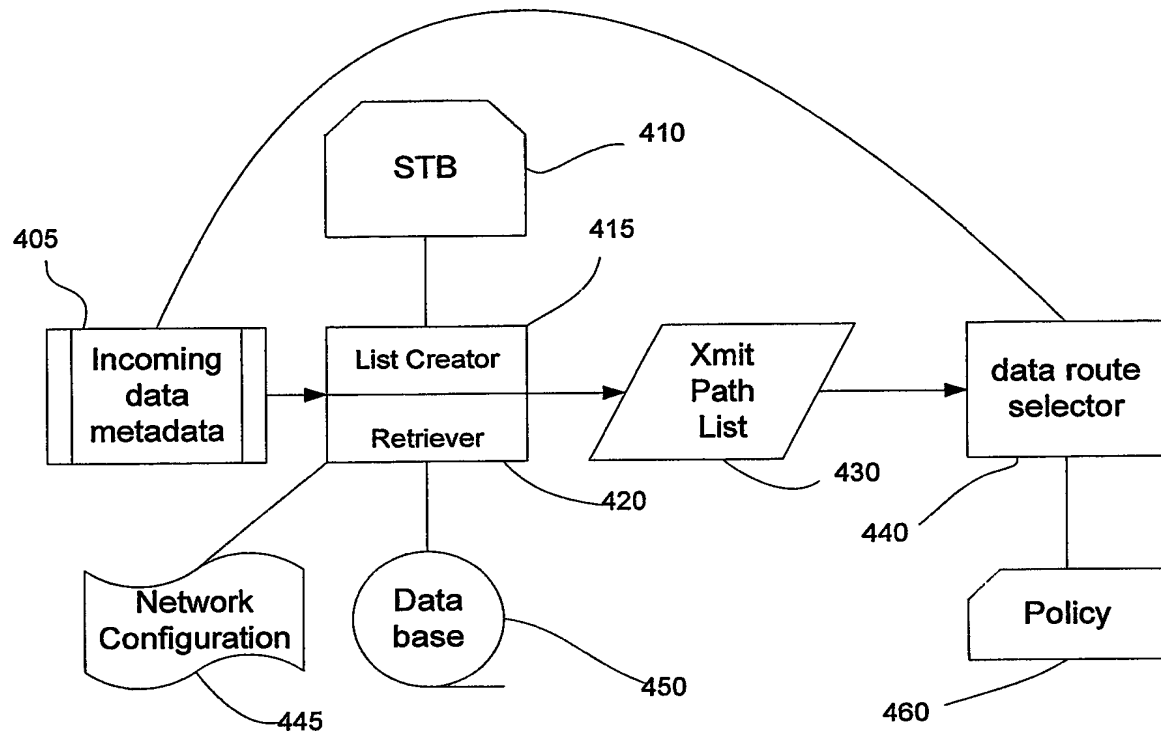 410
STB
405
415
Incoming
data
metadata
List Creator
Retriever
Xmit
Path
List
data route
selector
430
420
440
Network
Configuration
Data
base
Policy
445
450
460